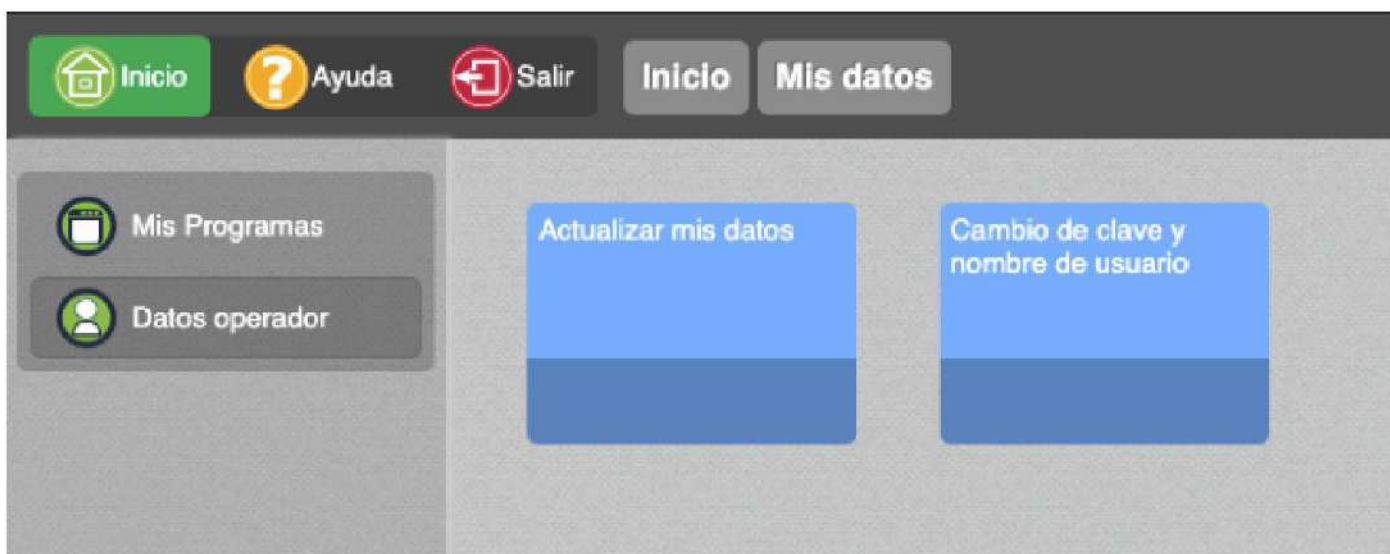 Inicio
Ayuda
Salir
Inicio
Mis datos
Mis Programas
Datos operador
Actualizar mis datos
Cambio de clave y
nombre de usuario